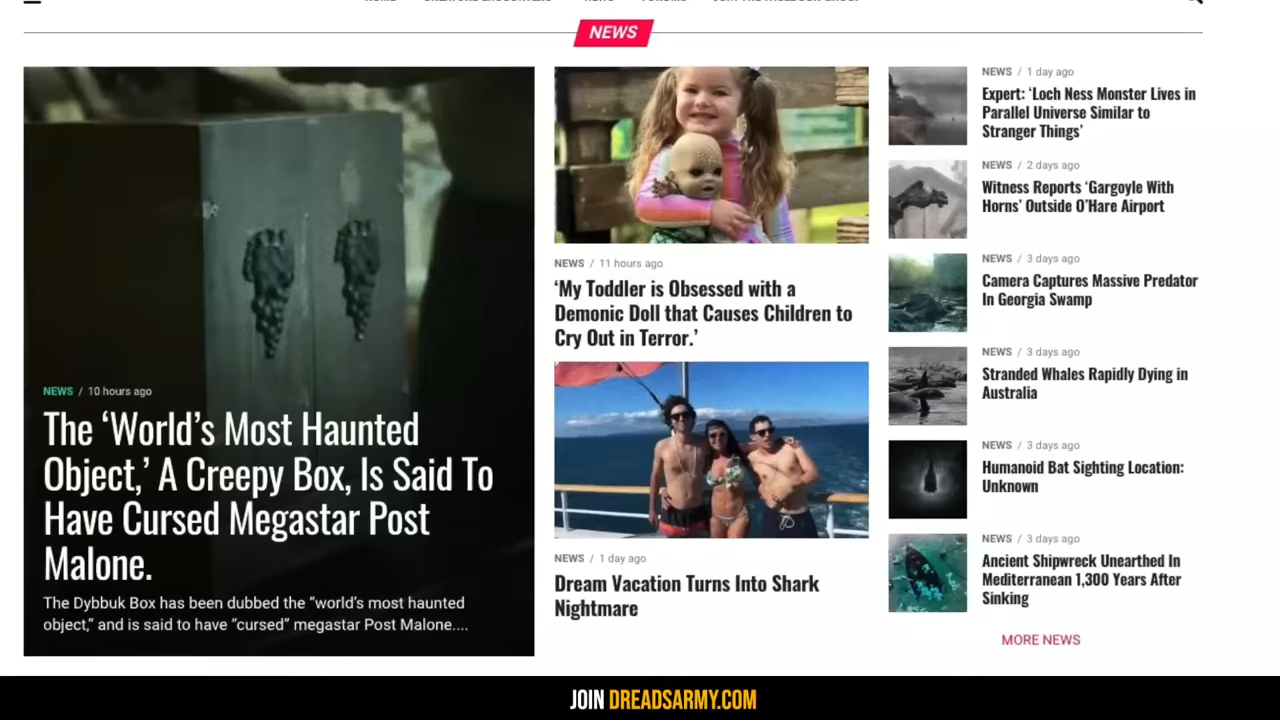 NEWS
NEWS / 10 hours ago
The ‘World’s Most Haunted
Object,’ A Creepy Box, Is Said To
Have Cursed Megastar Post
Malone.
The Dybbuk Box has been dubbed the “world’s most haunted
object,” and is said to have “cursed” megastar Post Malone....
NEWS / 11 hours ago
‘My Toddler is Obsessed with a
Demonic Doll that Causes Children to
Cry Out in Terror.’
NEWS / 1 day ago
Dream Vacation Turns Into Shark
Nightmare
NEWS / 1 day ago
Expert: ‘Loch Ness Monster Lives in
Parallel Universe Similar to
Stranger Things’
NEWS / 2 days ago
Witness Reports ‘Gargoyle With
Horns’ Outside O’Hare Airport
NEWS / 3 days ago
Camera Captures Massive Predator
In Georgia Swamp
NEWS / 3 days ago
Stranded Whales Rapidly Dying in
Australia
NEWS / 3 days ago
Humanoid Bat Sighting Location:
Unknown
NEWS / 3 days ago
Ancient Shipwreck Unearthed In
Mediterranean 1,300 Years After
Sinking
MORE NEWS
JOIN DREADSARMY.COM